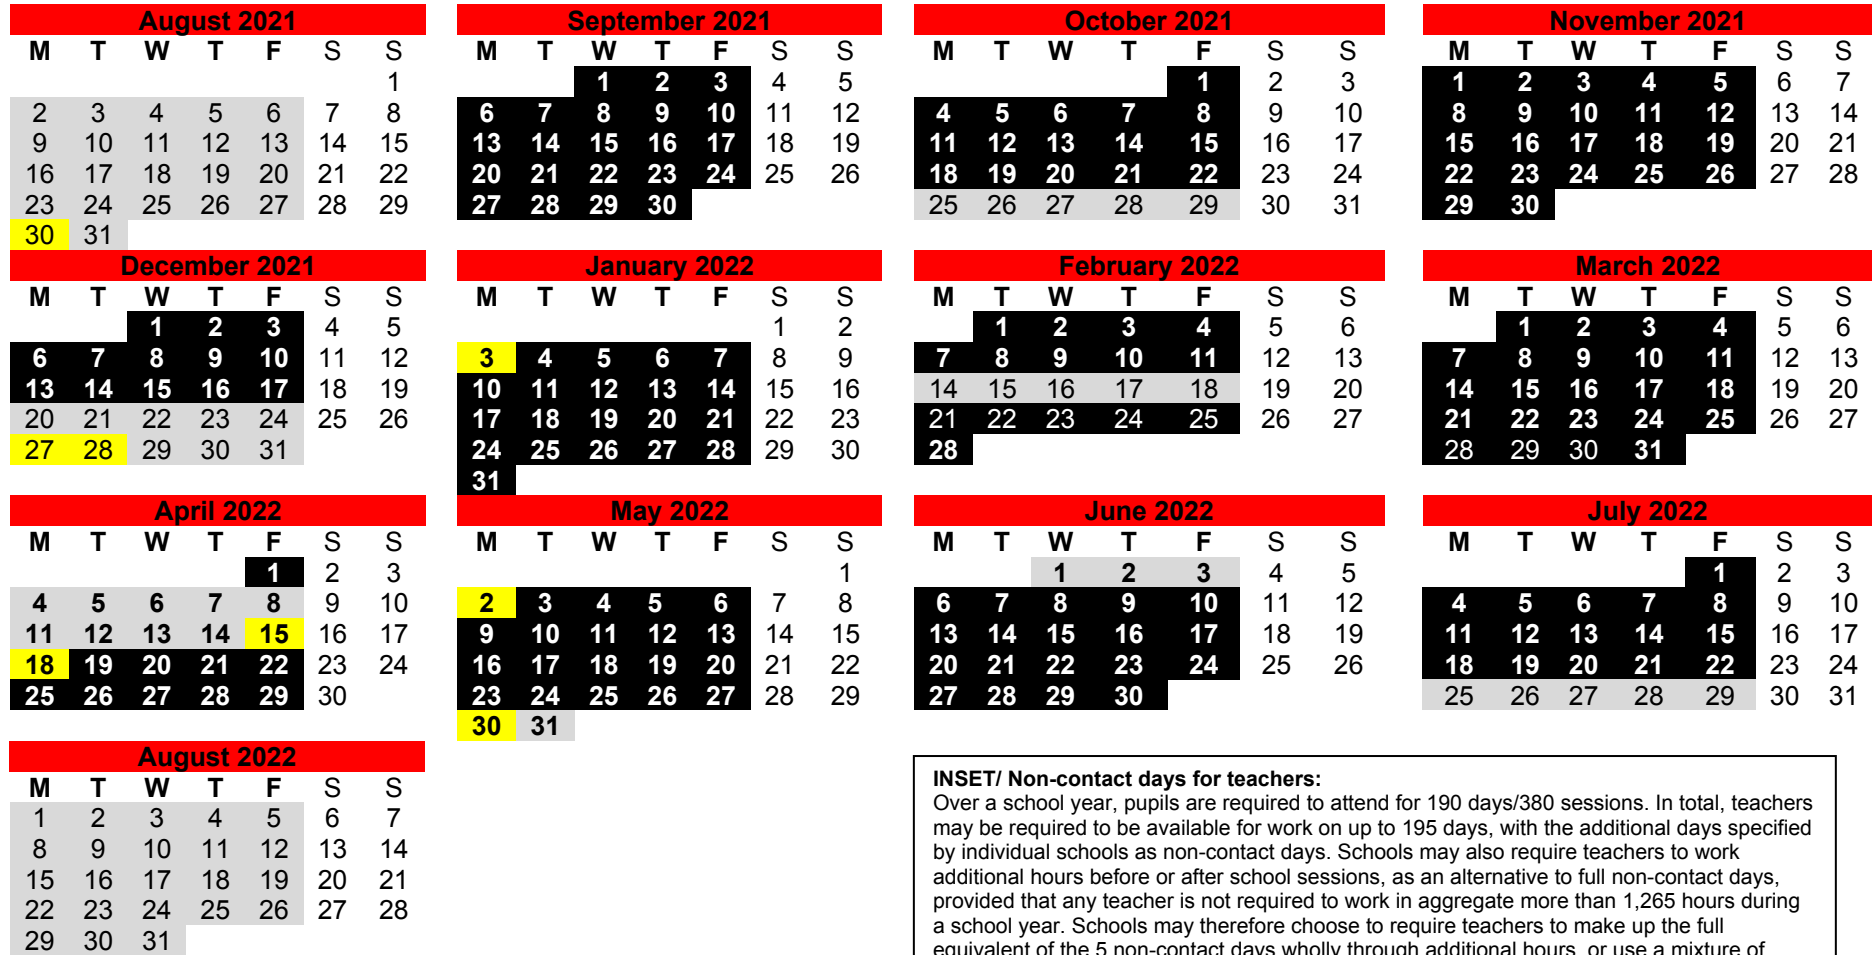 August 2021
M T W T F S S
1
2 3 4 5 6 7 8
9 10 11 12 13 14 15
16 17 18 19 20 21 22
23 24 25 26 27 28 29
30 31
September 2021
M T W T F S S
1 2 3 4 5
6 7 8 9 10 11 12
13 14 15 16 17 18 19
20 21 22 23 24 25 26
27 28 29 30
October 2021
M T W T F S S
1 2 3
4 5 6 7 8 9 10
11 12 13 14 15 16 17
18 19 20 21 22 23 24
25 26 27 28 29 30 31
November 2021
M T W T F S S
1 2 3 4 5 6 7
8 9 10 11 12 13 14
15 16 17 18 19 20 21
22 23 24 25 26 27 28
29 30
December 2021
M T W T F S S
1 2 3 4 5
6 7 8 9 10 11 12
13 14 15 16 17 18 19
20 21 22 23 24 25 26
27 28 29 30 31
January 2022
M T W T F S S
1 2
3 4 5 6 7 8 9
10 11 12 13 14 15 16
17 18 19 20 21 22 23
24 25 26 27 28 29 30
31
February 2022
M T W T F S S
1 2 3 4 5 6
7 8 9 10 11 12 13
14 15 16 17 18 19 20
21 22 23 24 25 26 27
28
March 2022
M T W T F S S
1 2 3 4 5 6
7 8 9 10 11 12 13
14 15 16 17 18 19 20
21 22 23 24 25 26 27
28 29 30 31
April 2022
M T W T F S S
1 2 3
4 5 6 7 8 9 10
11 12 13 14 15 16 17
18 19 20 21 22 23 24
25 26 27 28 29 30
May 2022
M T W T F S S
1
2 3 4 5 6 7 8
9 10 11 12 13 14 15
16 17 18 19 20 21 22
23 24 25 26 27 28 29
30 31
June 2022
M T W T F S S
1 2 3 4 5
6 7 8 9 10 11 12
13 14 15 16 17 18 19
20 21 22 23 24 25 26
27 28 29 30
July 2022
M T W T F S S
1 2 3
4 5 6 7 8 9 10
11 12 13 14 15 16 17
18 19 20 21 22 23 24
25 26 27 28 29 30 31
August 2022
M T W T F S S
1 2 3 4 5 6 7
8 9 10 11 12 13 14
15 16 17 18 19 20 21
22 23 24 25 26 27 28
29 30 31
INSET/ Non-contact days for teachers:
Over a school year, pupils are required to attend for 190 days/380 sessions. In total, teachers
may be required to be available for work on up to 195 days, with the additional days specified
by individual schools as non-contact days. Schools may also require teachers to work
additional hours before or after school sessions, as an alternative to full non-contact days,
provided that any teacher is not required to work in aggregate more than 1,265 hours during
a school year. Schools may therefore choose to require teachers to make up the full
equivalent of the 5 non-contact days wholly through additional hours, or use a mixture of